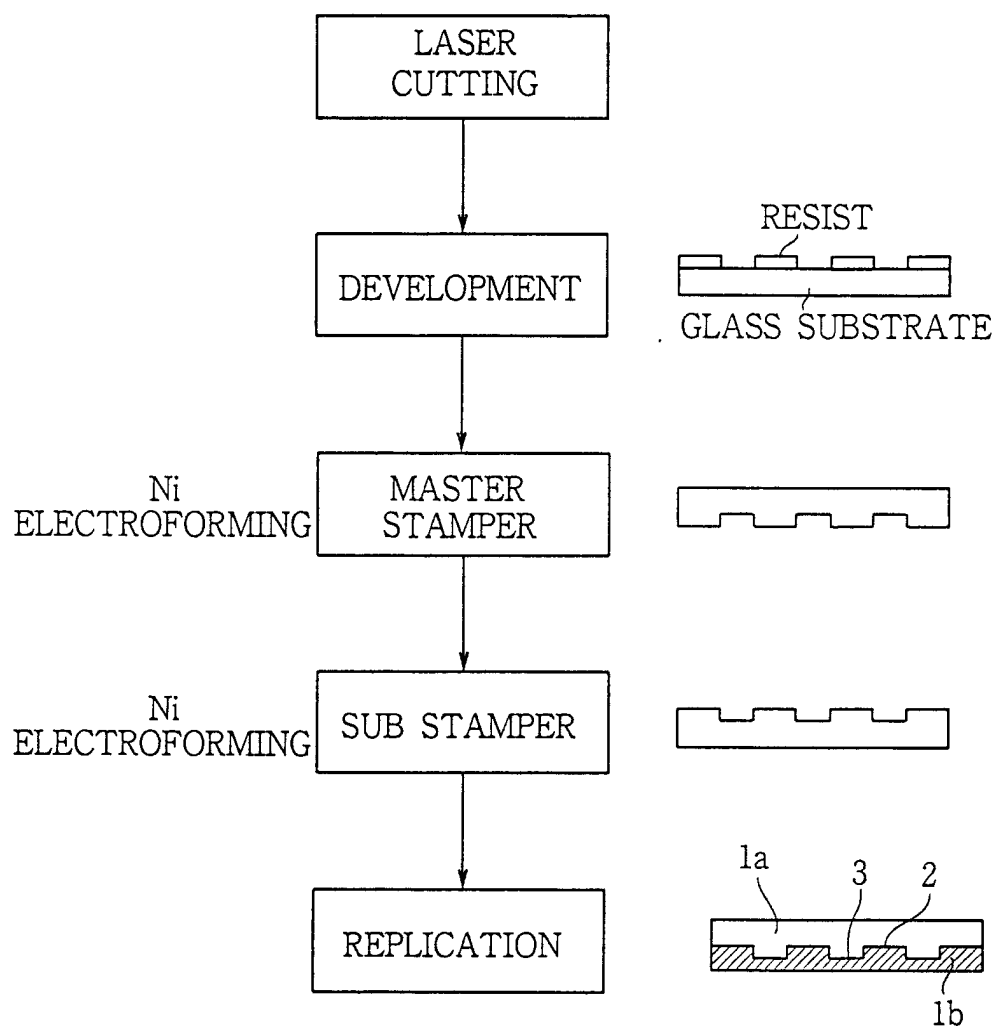 LASER
CUTTING
RESIST
DEVELOPMENT
GLASS SUBSTRATE
Ni
ELECTROFORMING
MASTER
STAMPER
Ni
ELECTROFORMING
SUB STAMPER
1a
3
2
REPLICATION
1b